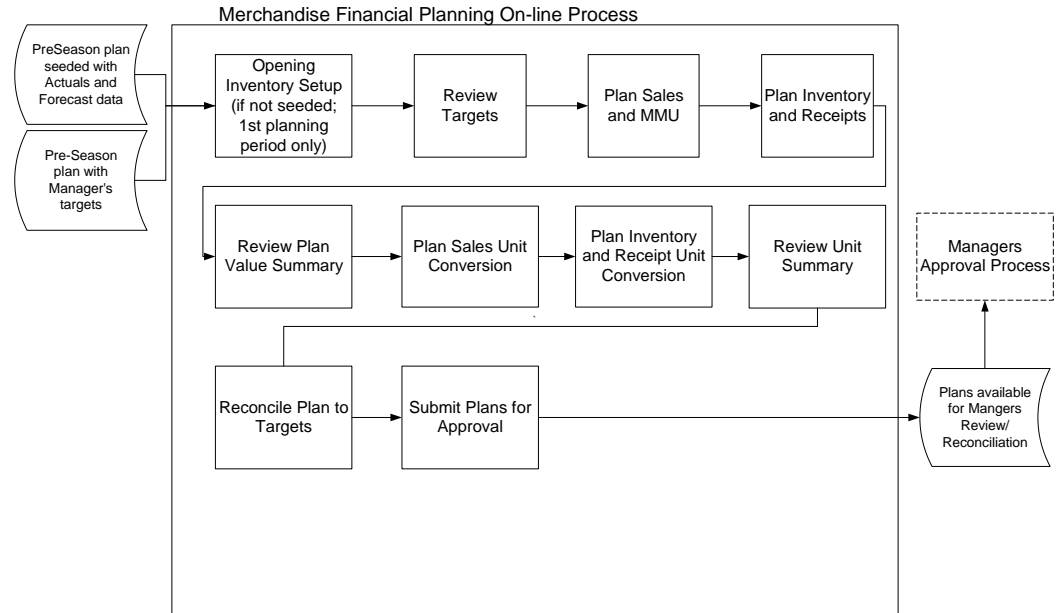 Merchandise Financial Planning On-line Process
PreSeason plan
seeded with
Actuals and
Forecast data
Pre-Season
plan with
Manager's
targets
Opening
Inventory Setup
(if not seeded;
1st planning
period only)
Review
Targets
Plan Sales
and MMU
Plan Inventory
and Receipts
Review Plan
Value Summary
Plan Sales Unit
Conversion
Plan Inventory
and Receipt Unit
Conversion
Review Unit
Summary
Managers
Approval Process
Reconcile Plan to
Targets
Submit Plans for
Approval
Plans available
for Mangers
Review/
Reconciliation